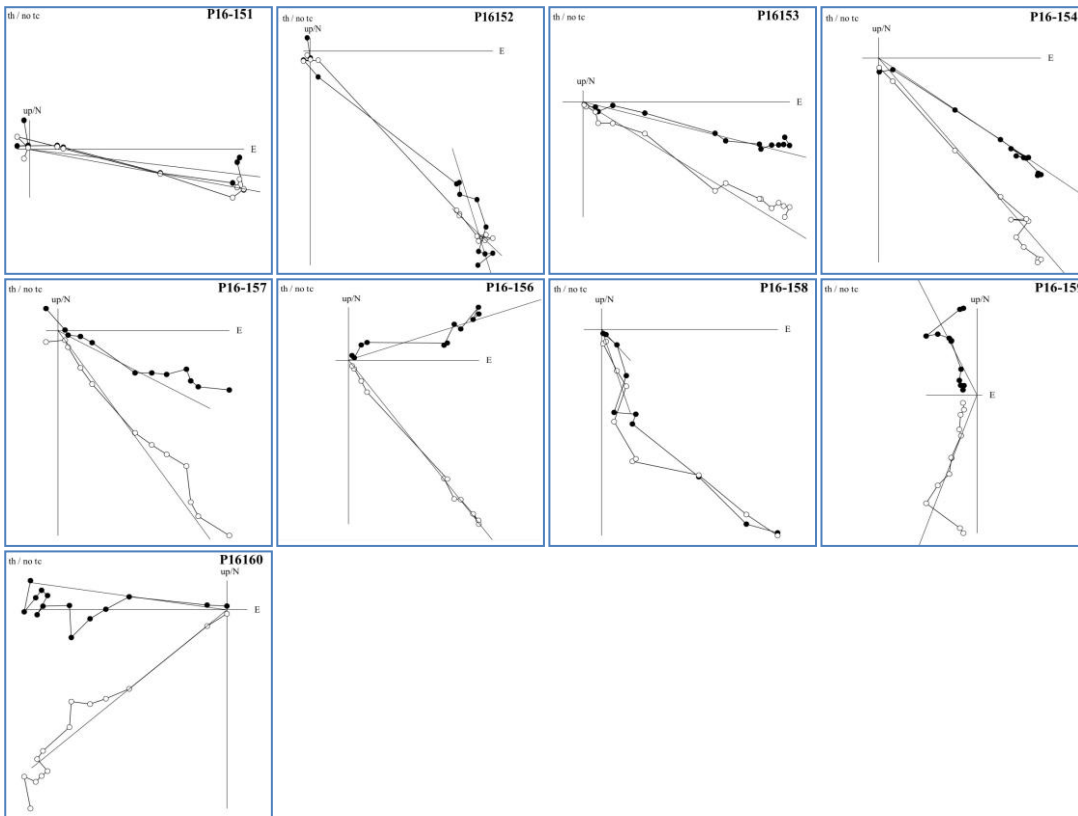 th / no tc P16-151
up/N
E
th / no tc P16152
up/N
E
th / no tc P16153
up/N
E
th / no tc P16-154
up/N
E
th / no tc P16-157
up/N
E
th / no tc P16-156
up/N
E
th / no tc P16-158
up/N
E
th / no tc P16-159
up/N
E
th / no tc P16160
up/N
E